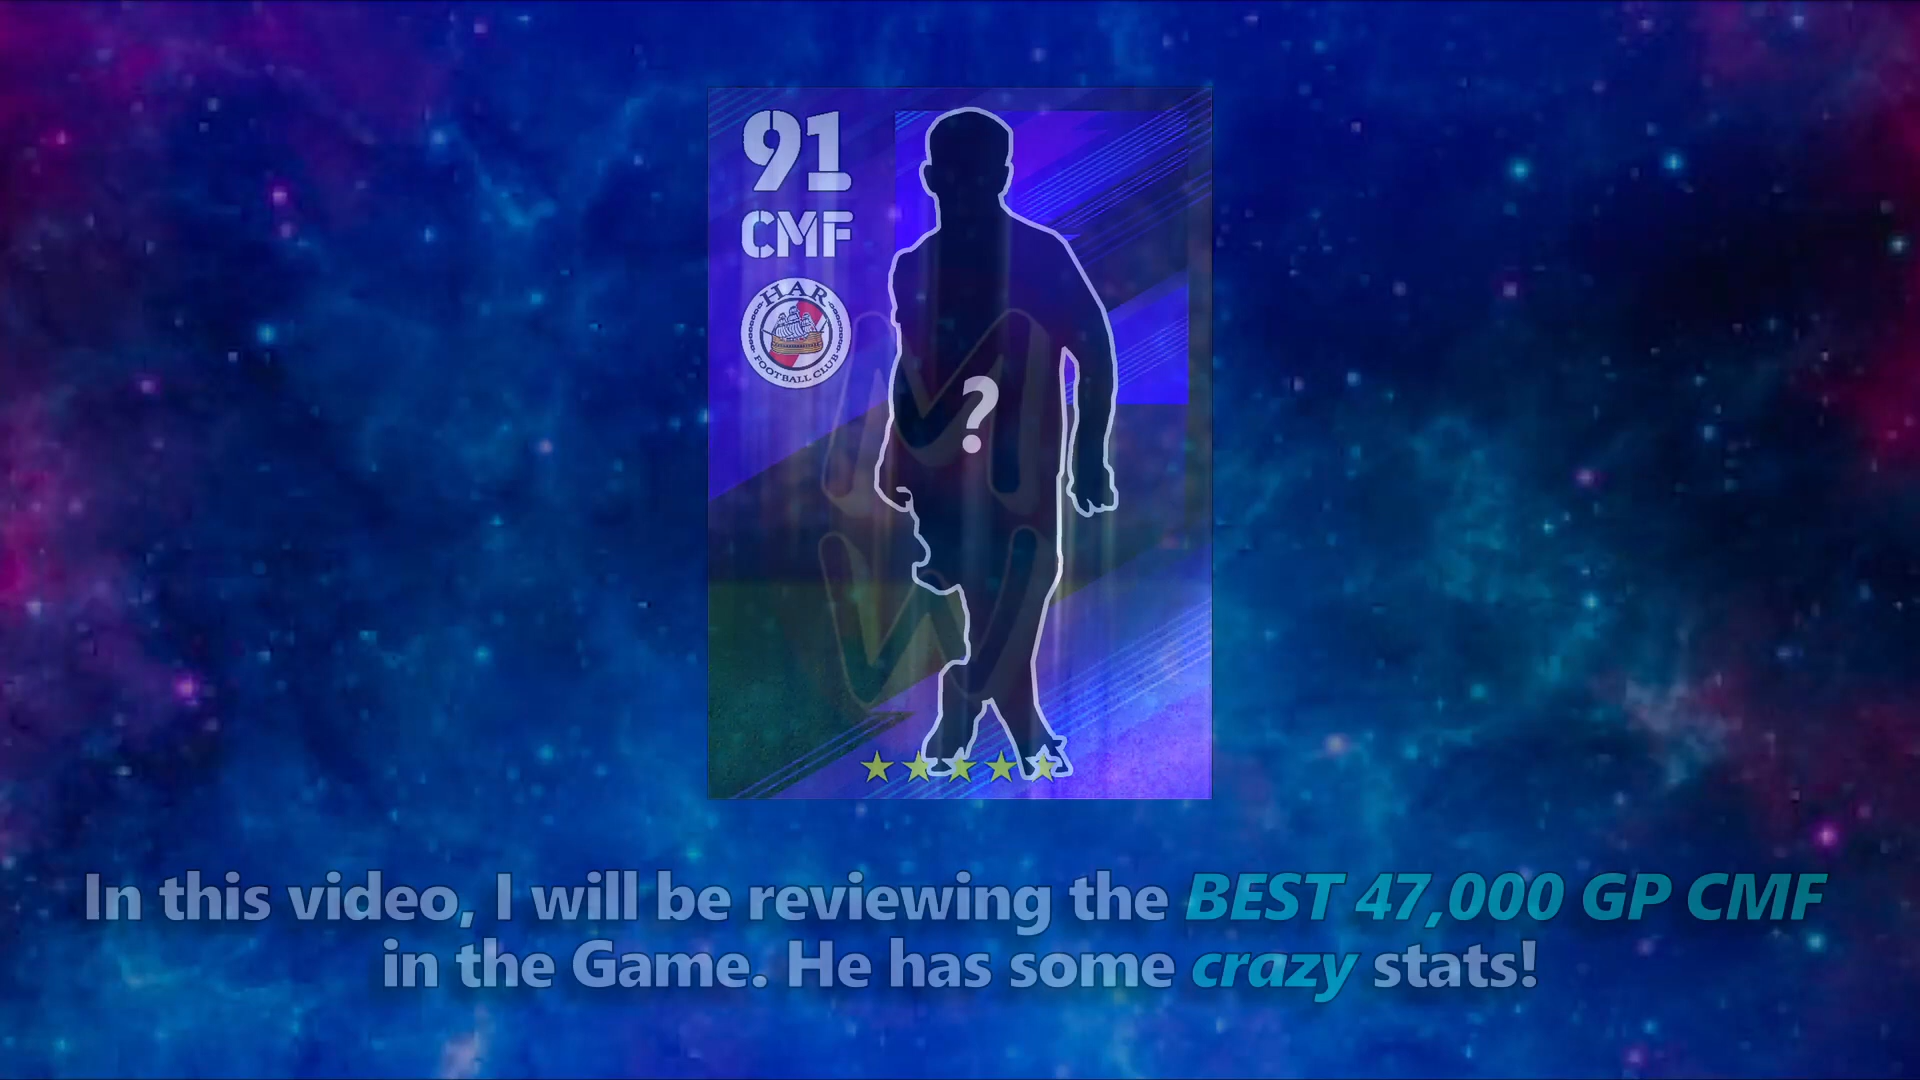 91
CMF
HAR
FOOTBALL CLUB
?
M
W
In this video, I will be reviewing the BEST 47,000 GP CMF
in the Game. He has some crazy stats!